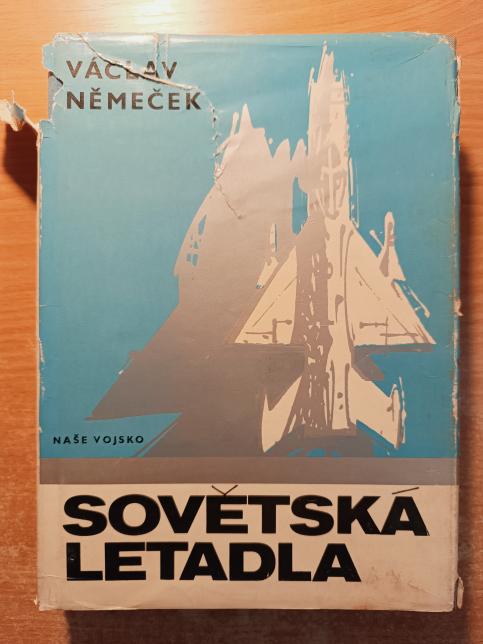 VÁCLAV
NĚMEČEK
NAŠE VOJSKO
SOVĚTSKÁ
LETADLA